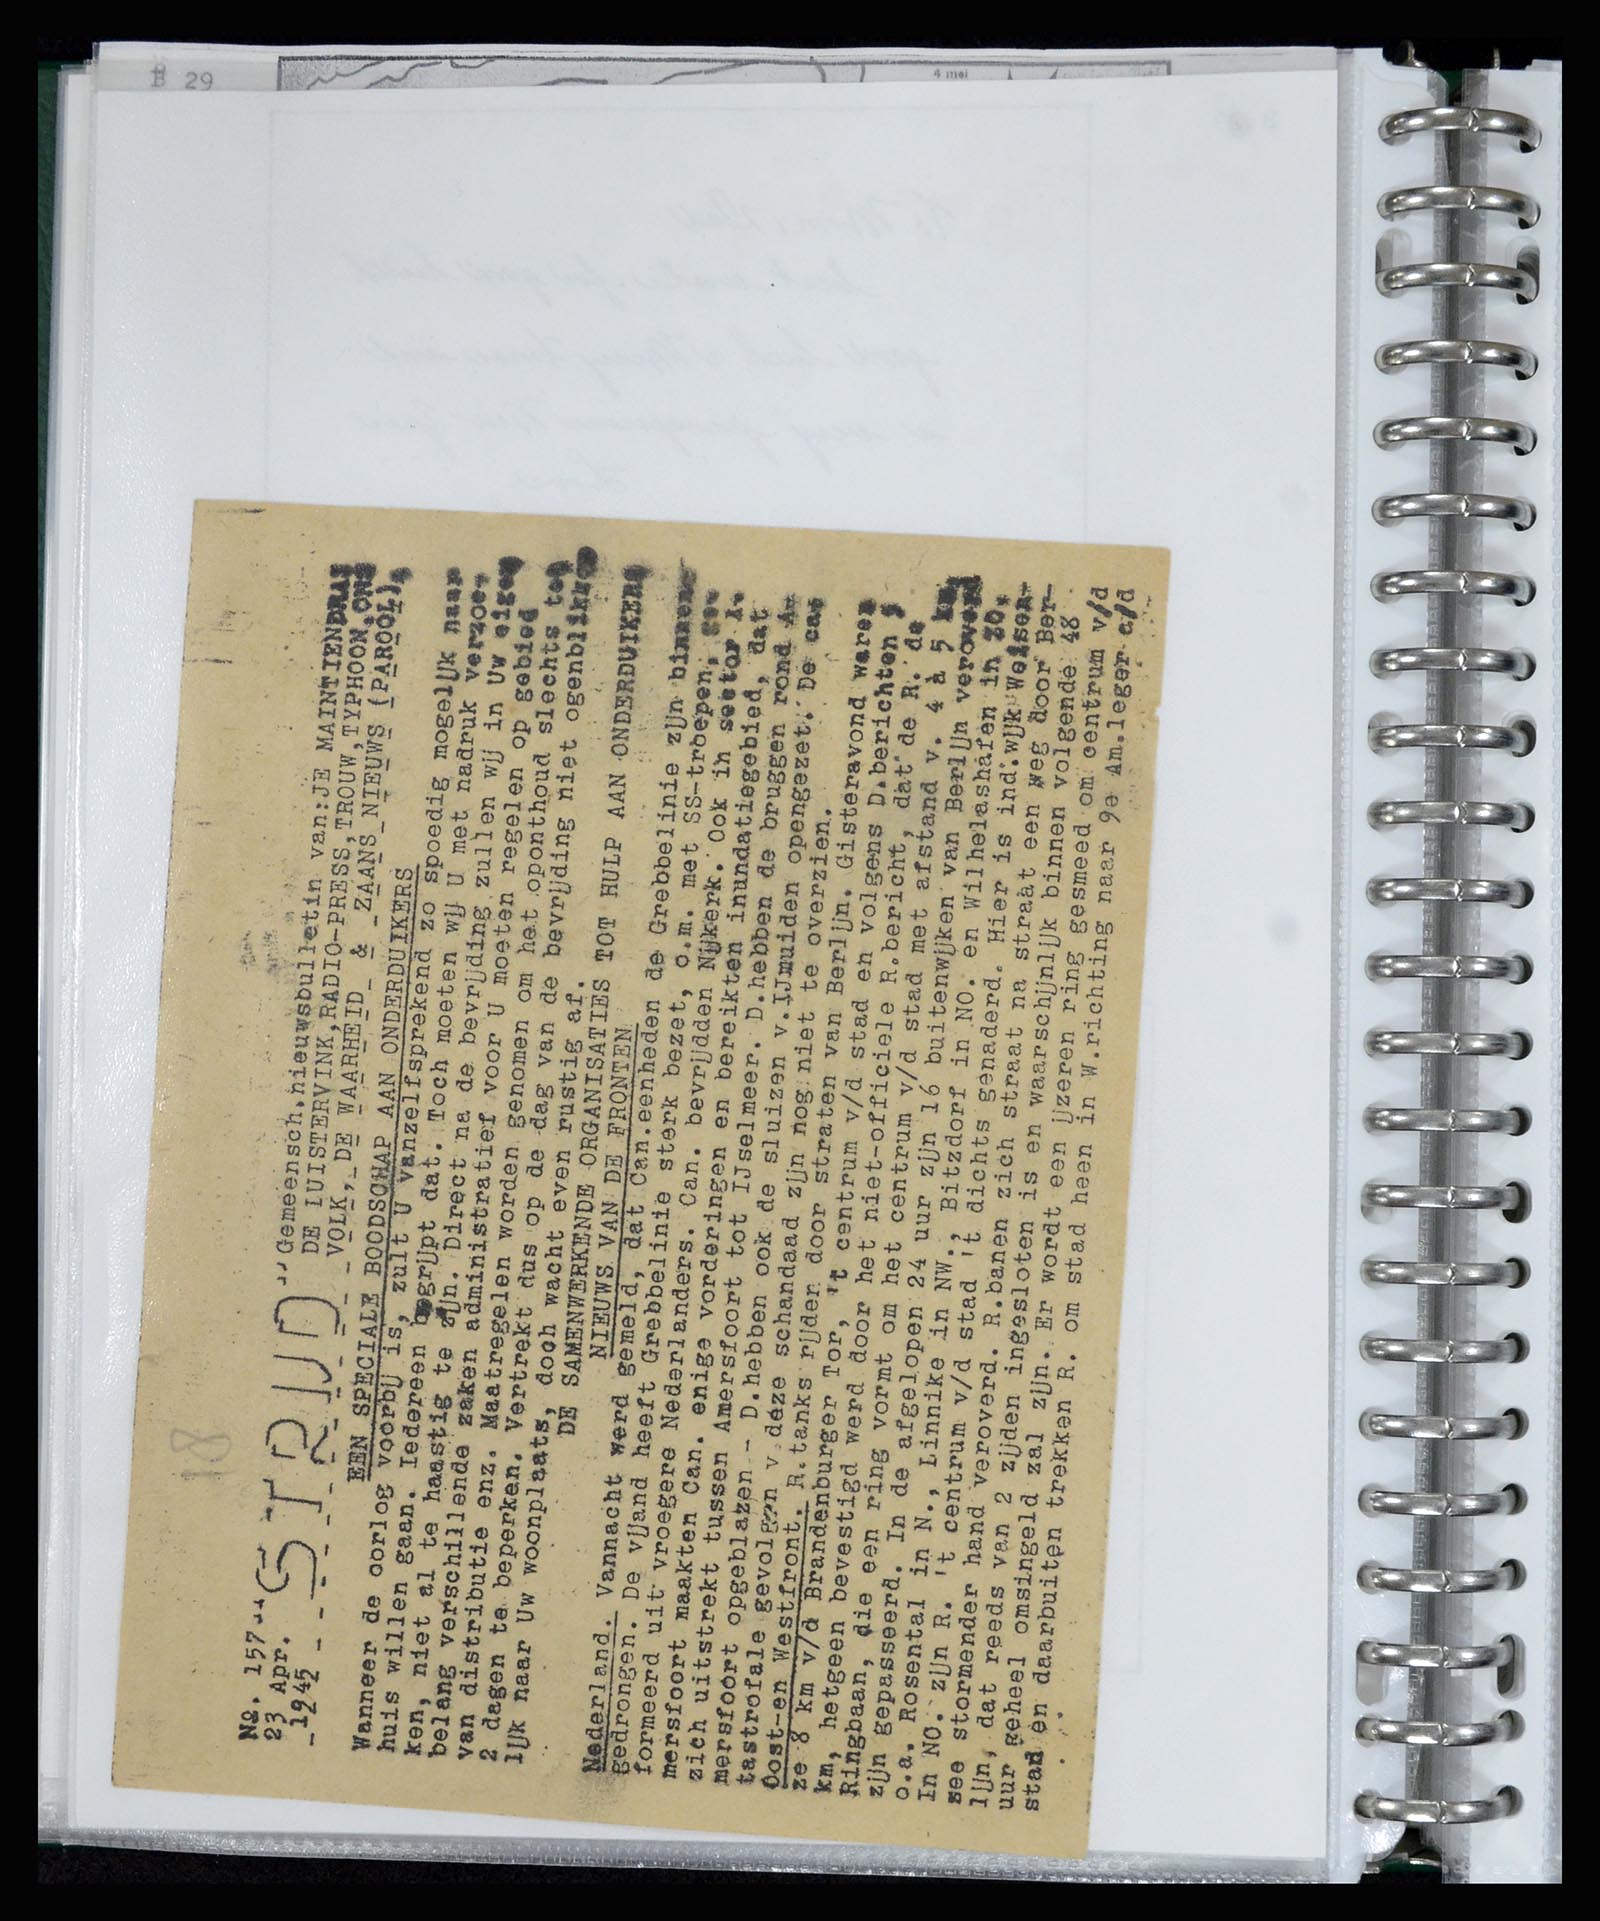 B 29
4 mei
18
No. 157 "STRIJD" Gemeensch.nieuwsbulletin van:JE MAINTIENDRAI
23 Apr. DE LUISTERVINK,RADIO-PRESS,TROUW,TYPHOON,ONS
1945 VOLK, DE WAARHEID & ZAANS NIEUWS (PAROOL),
EEN SPECIALE BOODSCHAP AAN ONDERDUIKERS
Wanneer de oorlog voorbij is, zult U vanzelfsprekend zo spoedig mogelijk naar
huis willen gaan. Iedereen begrijpt dat. Toch moeten wij U met nadruk verzoe-
ken, niet al te haastig te zijn. Direct na de bevrijding zullen wij in Uw eigen
belang verschillende zaken administratief voor U moeten regelen op gebied
van distributie enz. Maatregelen worden genomen om het oponthoud slechts tot
2 dagen te beperken. Vertrekt dus op de dag van de bevrijding niet ogenblikke
lijk naar Uw woonplaats, doch wacht even rustig af.
DE SAMENWERKENDE ORGANISATIES TOT HULP AAN ONDERDUIKERS
NIEUWS VAN DE FRONTEN
Nederland. Vannacht werd gemeld, dat Can.eenheden de Grebbelinie zijn binnen-
gedrongen. De vijand heeft Grebbelinie sterk bezet, o.m. met SS-troepen,
formeerd uit vroegere Nederlanders. Can. bevrijdden Nijkerk. Ook in sector A-
mersfoort maakten Can. enige vorderingen en bereikten inundatiegebied, dat
zich uitstrekt tussen Amersfoort tot IJselmeer. D.hebben de bruggen rond A-
mersfoort opgeblazen - D.hebben ook de sluizen v.IJmuiden opengezet. De ca-
tastrofale gevolgen v deze schandaad zijn nog niet te overzien.
Oost-en Westfront. R.tanks rijden door straten van Berlijn. Gisteravond waren
ze 8 km v/d Brandenburger Tor, 't centrum v/d stad en volgens D.berichten 5
km, hetgeen bevestigd werd door het niet-officiele R.bericht, dat de R. de
Ringbaan, die een ring vormt om het centrum v/d stad met afstand v. 4 à 5 km,
zijn gepasseerd. In de afgelopen 24 uur zijn 16 buitenwijken van Berlijn veroverd
o.a. Rosental in N., Linnike in NW., Bitzdorf in NO. en Wilhelashafen in ZO.
In NO. zijn R. 't centrum v/d stad 't dichts genaderd. Hier is ind.wijk Weisen-
see stormender hand veroverd. R.banen zich straat na straat een weg door Ber-
lijn, dat reeds van 2 zijden ingesloten is en waarschijnlijk binnen volgende 48
uur geheel omsingeld zal zijn. Er wordt een ijzeren ring gesmeed om centrum v/d
stad en daarbuiten trekken R. om stad heen in W.richting naar 9e Am.leger a/d